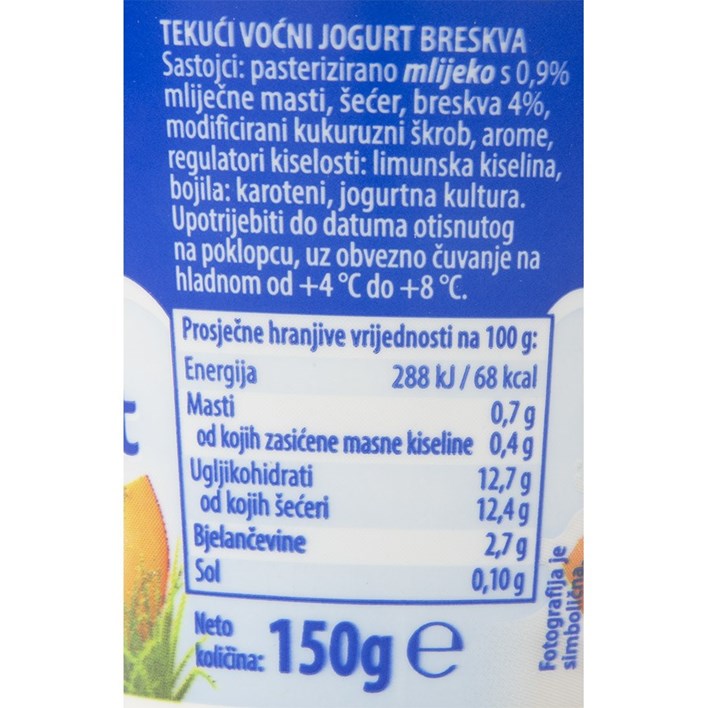 TEKUĆI VOĆNI JOGURT BRESKVA
Sastojci: pasterizirano mlijeko s 0,9%
mliječne masti, šećer, breskva 4%,
modificirani kukuruzni škrob, arome,
regulatori kiselosti: limunska kiselina,
bojila: karoteni, jogurtna kultura.
Upotrijebiti do datuma otisnutog
na poklopcu, uz obvezno čuvanje na
hladnom od +4 °C do +8 °C.
Prosječne hranjive vrijednosti na 100 g:
Energija 288 kJ / 68 kcal
Masti 0,7 g
od kojih zasićene masne kiseline 0,4 g
Ugljikohidrati 12,7 g
od kojih šećeri 12,4 g
Bjelančevine 2,7 g
Sol 0,10 g
Neto
količina: 150g e
Fotografija je
simbolična
t